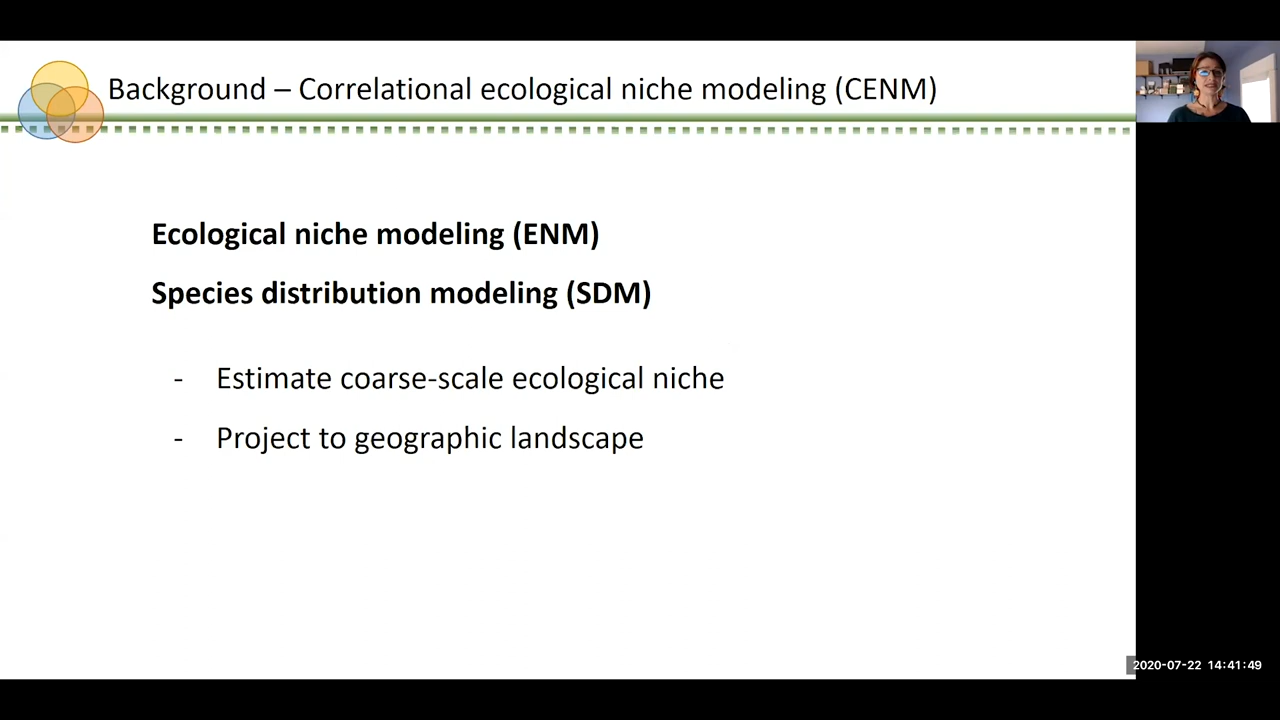 Background – Correlational ecological niche modeling (CENM)
Ecological niche modeling (ENM)
Species distribution modeling (SDM)
- Estimate coarse-scale ecological niche
- Project to geographic landscape
2020-07-22 14:41:49